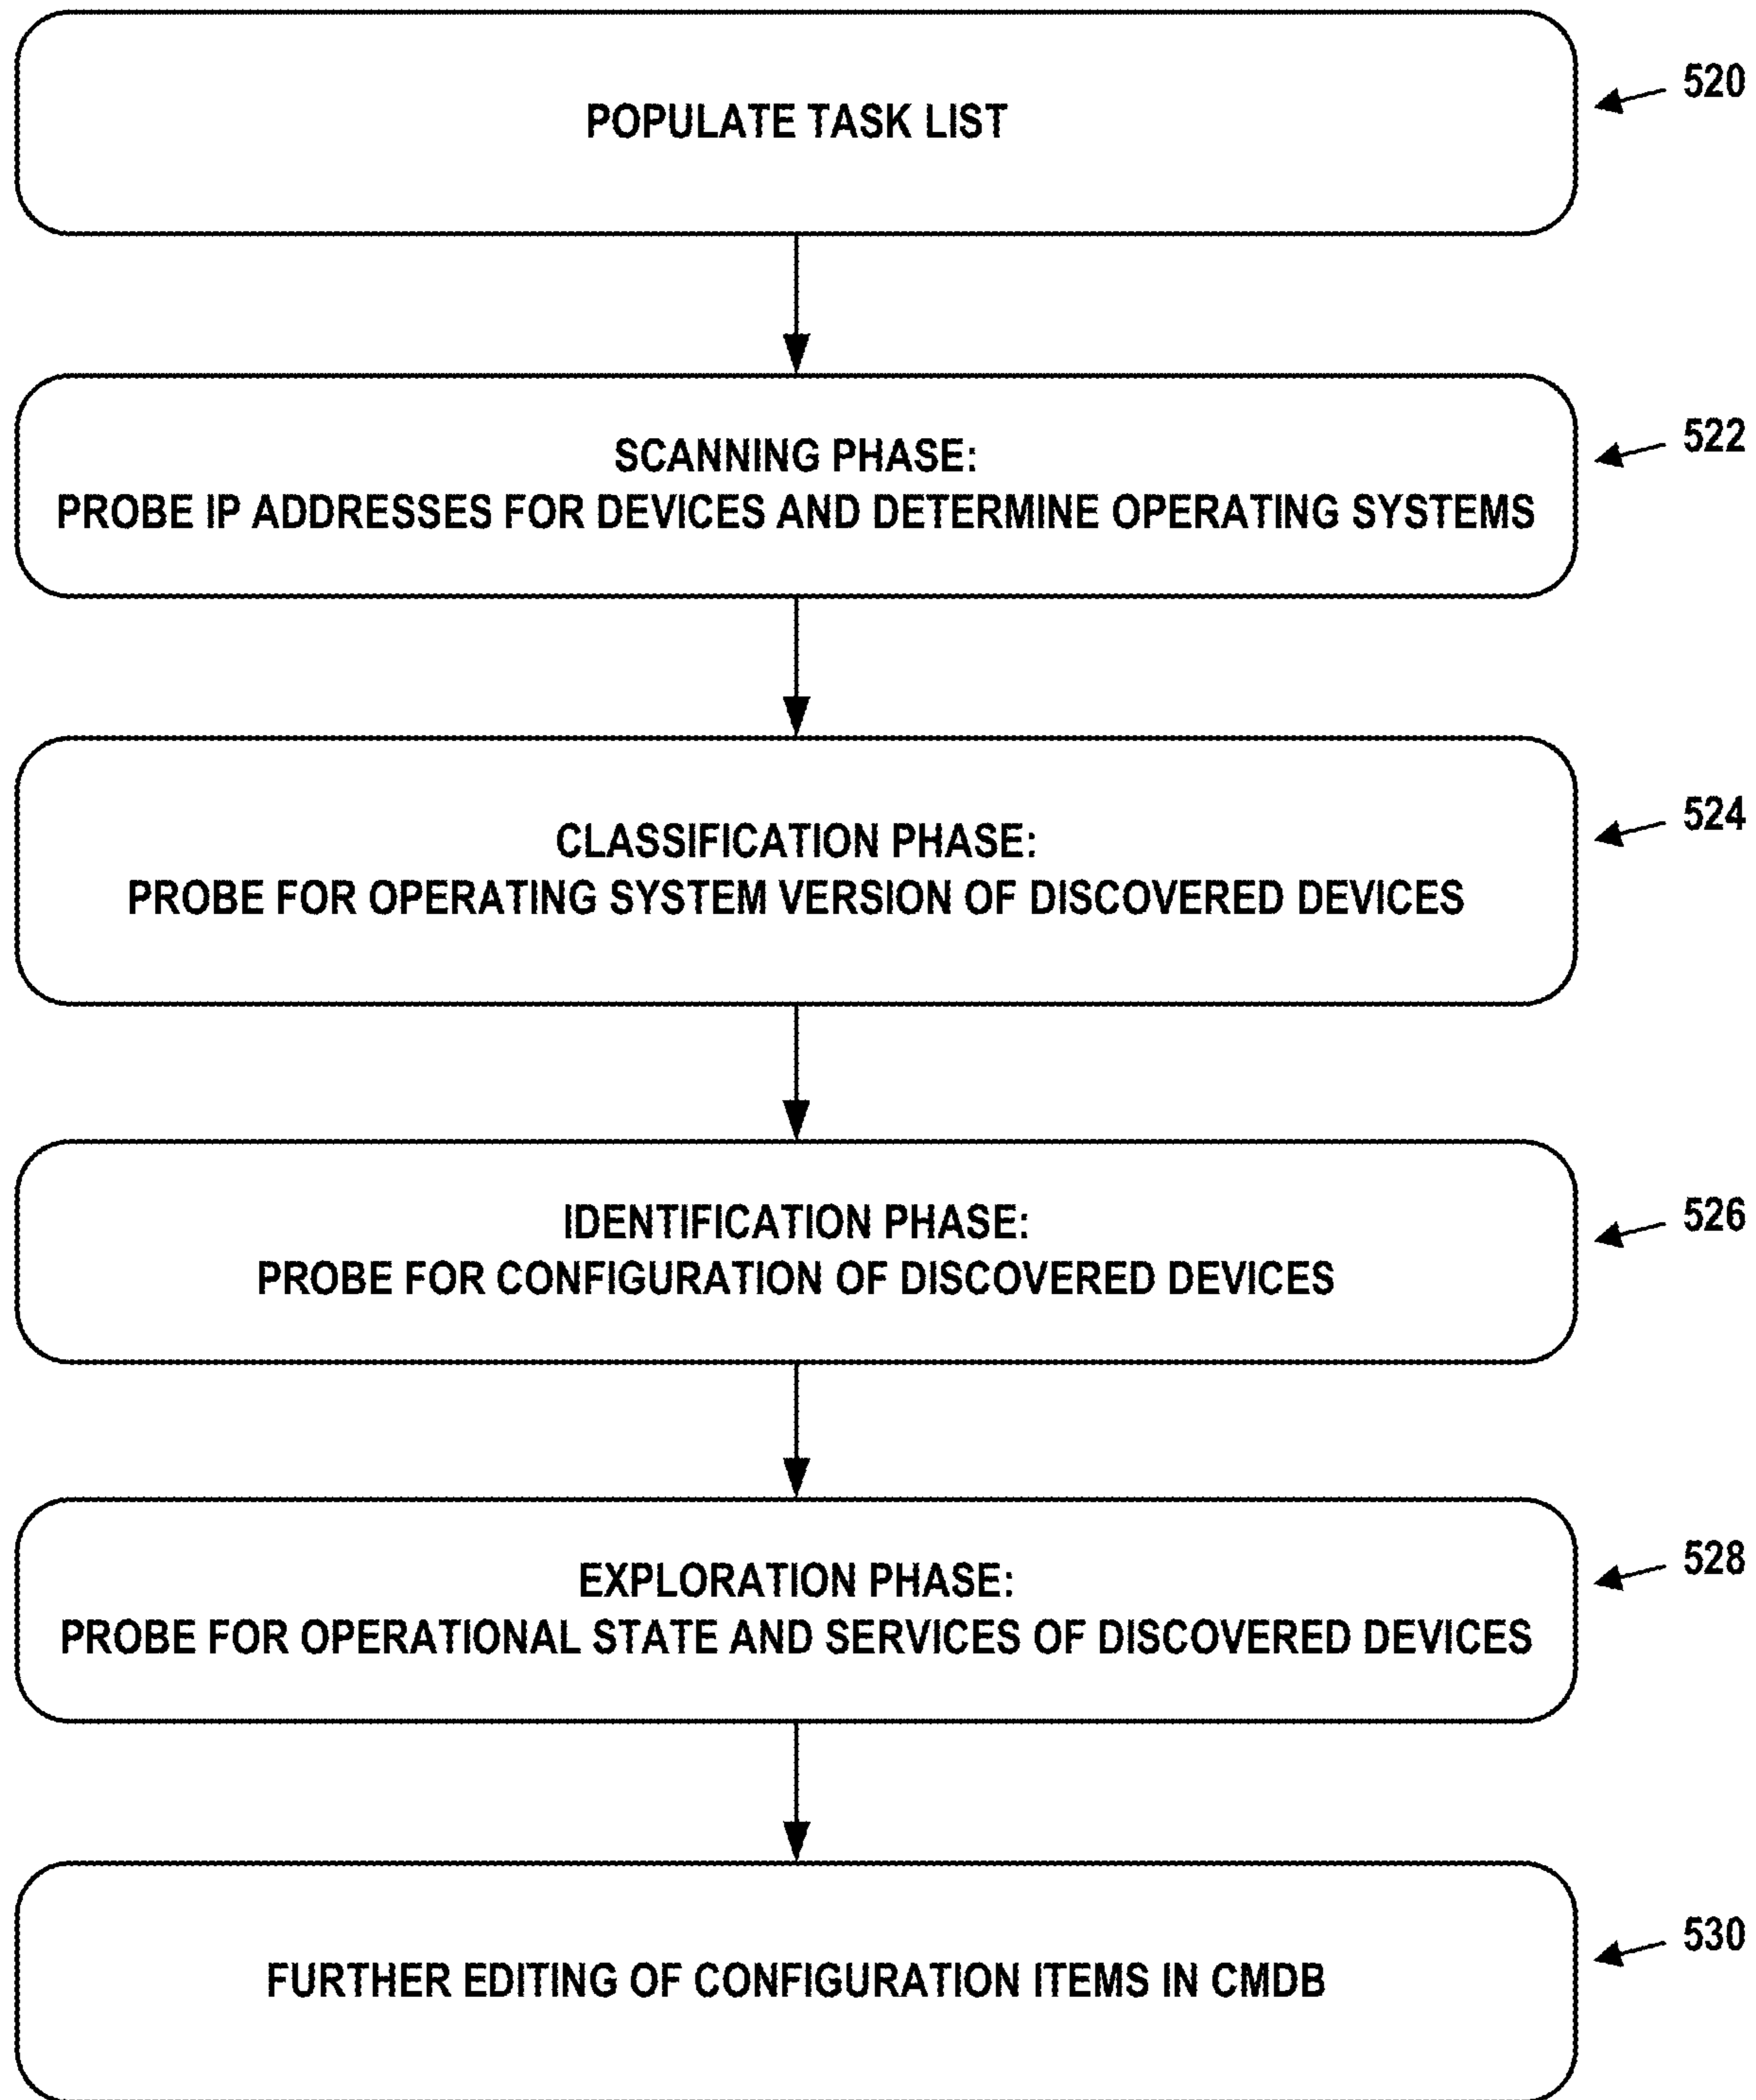 POPULATE TASK LIST
520
SCANNING PHASE:
PROBE IP ADDRESSES FOR DEVICES AND DETERMINE OPERATING SYSTEMS
522
CLASSIFICATION PHASE:
PROBE FOR OPERATING SYSTEM VERSION OF DISCOVERED DEVICES
524
IDENTIFICATION PHASE:
PROBE FOR CONFIGURATION OF DISCOVERED DEVICES
526
EXPLORATION PHASE:
PROBE FOR OPERATIONAL STATE AND SERVICES OF DISCOVERED DEVICES
528
FURTHER EDITING OF CONFIGURATION ITEMS IN CMDB
530